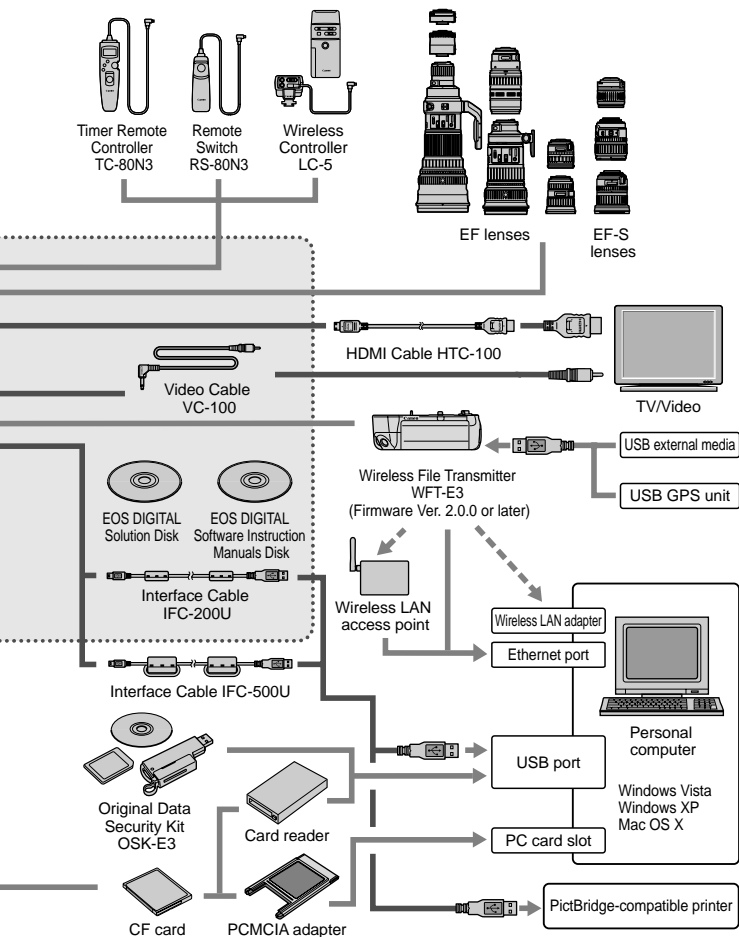 Timer Remote
Controller
TC-80N3
Remote
Switch
RS-80N3
Wireless
Controller
LC-5
EF lenses
EF-S
lenses
HDMI Cable HTC-100
Video Cable
VC-100
TV/Video
Wireless File Transmitter
WFT-E3
(Firmware Ver. 2.0.0 or later)
USB external media
USB GPS unit
EOS DIGITAL
Solution Disk
EOS DIGITAL
Software Instruction
Manuals Disk
Interface Cable
IFC-200U
Wireless LAN
access point
Wireless LAN adapter
Ethernet port
Interface Cable IFC-500U
Personal
computer
Windows Vista
Windows XP
Mac OS X
USB port
Original Data
Security Kit
OSK-E3
Card reader
PC card slot
CF card
PCMCIA adapter
PictBridge-compatible printer